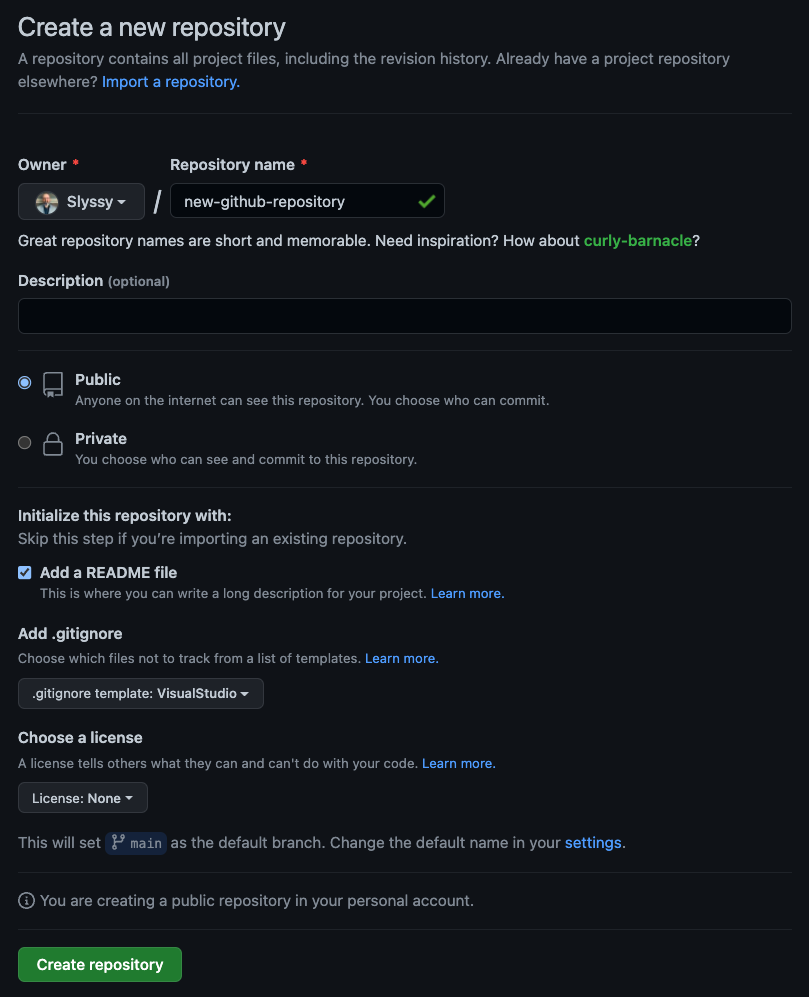 Create a new repository
A repository contains all project files, including the revision history. Already have a project repository
elsewhere? Import a repository.
Owner *
Repository name *
Slyssy
/
new-github-repository
Great repository names are short and memorable. Need inspiration? How about curly-barnacle?
Description (optional)
Public
Anyone on the internet can see this repository. You choose who can commit.
Private
You choose who can see and commit to this repository.
Initialize this repository with:
Skip this step if you’re importing an existing repository.
Add a README file
This is where you can write a long description for your project. Learn more.
Add .gitignore
Choose which files not to track from a list of templates. Learn more.
.gitignore template: VisualStudio
Choose a license
A license tells others what they can and can't do with your code. Learn more.
License: None
This will set main as the default branch. Change the default name in your settings.
You are creating a public repository in your personal account.
Create repository